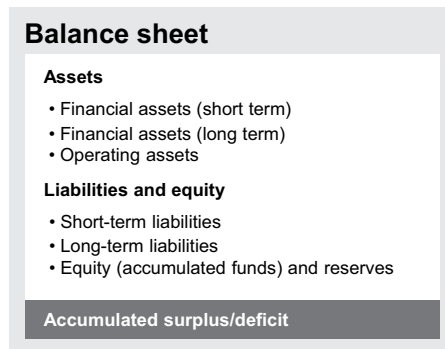 Balance sheet
Assets
• Financial assets (short term)
• Financial assets (long term)
• Operating assets
Liabilities and equity
• Short-term liabilities
• Long-term liabilities
• Equity (accumulated funds) and reserves
Accumulated surplus/deficit